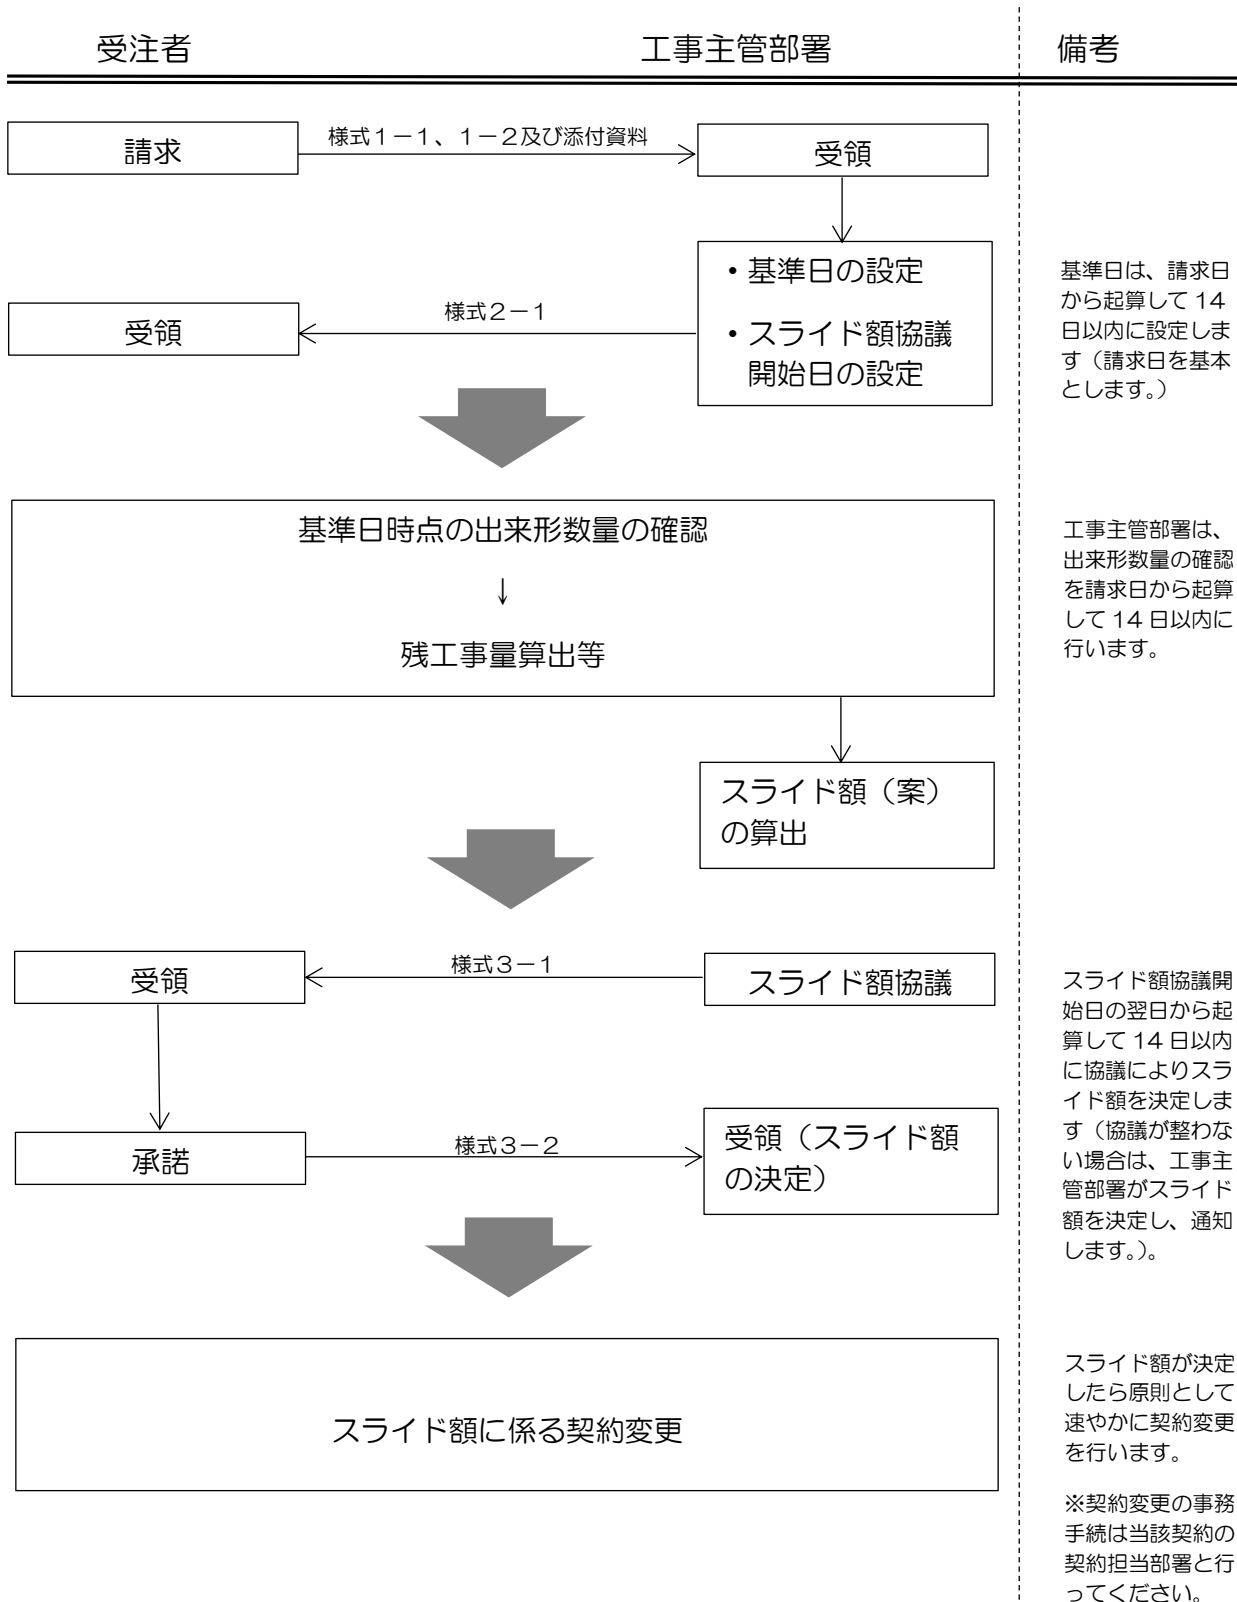 受注者
工事主管部署
備考
請求
様式１－１、１－２及び添付資料
受領
・基準日の設定
・スライド額協議
開始日の設定
様式２－１
受領
基準日は、請求日
から起算して 14
日以内に設定しま
す（請求日を基本
とします。）
基準日時点の出来形数量の確認
↓
残工事量算出等
工事主管部署は、
出来形数量の確認
を請求日から起算
して 14 日以内に
行います。
スライド額（案）
の算出
受領
様式３－１
スライド額協議
承諾
様式３－２
受領（スライド額
の決定）
スライド額協議開
始日の翌日から起
算して 14 日以内
に協議によりスラ
イド額を決定しま
す（協議が整わな
い場合は、工事主
管部署がスライド
額を決定し、通知
します。）。
スライド額に係る契約変更
スライド額が決定
したら原則として
速やかに契約変更
を行います。
※契約変更の事務
手続は当該契約の
契約担当部署と行
ってください。